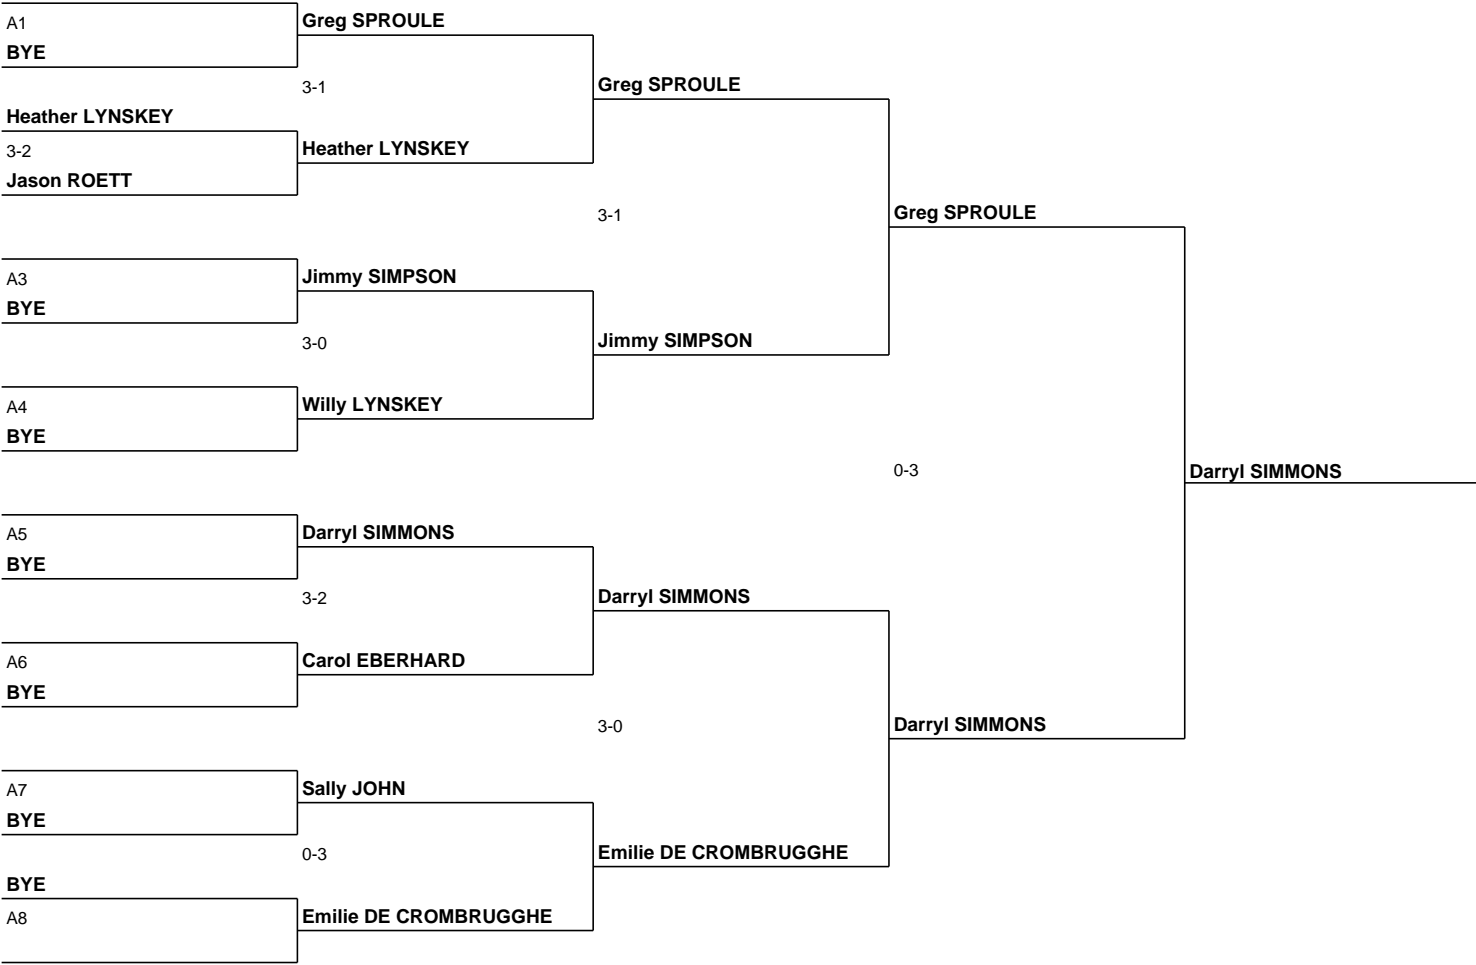 A1
BYE
Greg SPROULE
3-1
Greg SPROULE
Heather LYNSKEY
3-2
Jason ROETT
Heather LYNSKEY
3-1
Greg SPROULE
A3
BYE
Jimmy SIMPSON
3-0
Jimmy SIMPSON
A4
BYE
Willy LYNSKEY
0-3
Darryl SIMMONS
A5
BYE
Darryl SIMMONS
3-2
Darryl SIMMONS
A6
BYE
Carol EBERHARD
3-0
Darryl SIMMONS
A7
BYE
Sally JOHN
0-3
Emilie DE CROMBRUGGHE
BYE
A8
Emilie DE CROMBRUGGHE